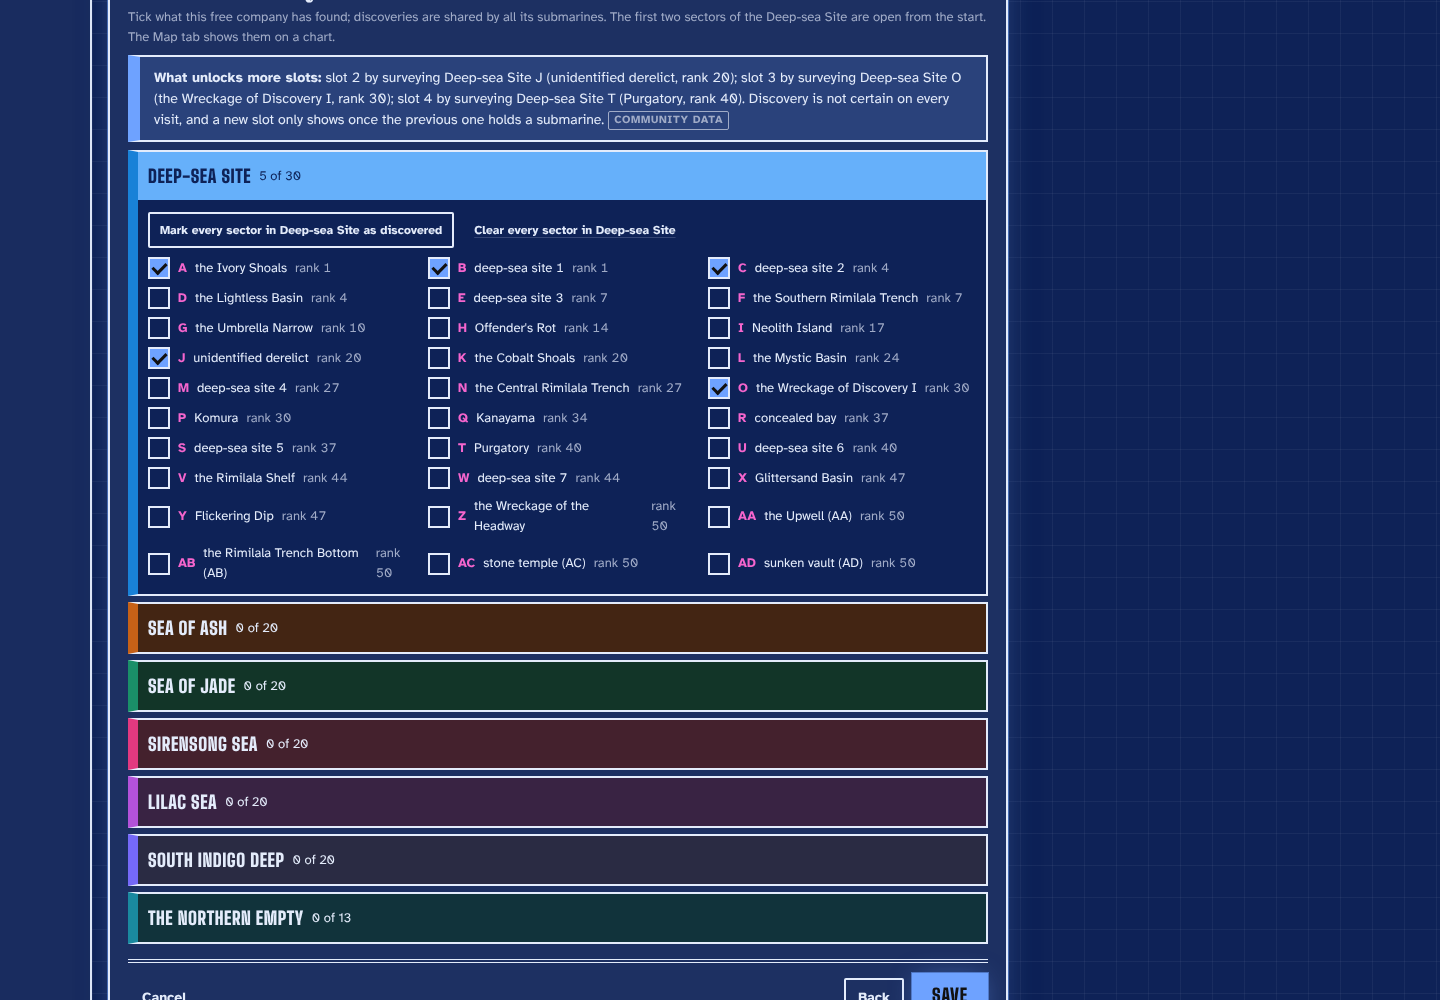 Tick what this free company has found; discoveries are shared by all its submarines. The first two sectors of the Deep-sea Site are open from the start.
The Map tab shows them on a chart.
What unlocks more slots: slot 2 by surveying Deep-sea Site J (unidentified derelict, rank 20); slot 3 by surveying Deep-sea Site O
(the Wreckage of Discovery I, rank 30); slot 4 by surveying Deep-sea Site T (Purgatory, rank 40). Discovery is not certain on every
visit, and a new slot only shows once the previous one holds a submarine. COMMUNITY DATA
DEEP-SEA SITE 5 of 30
Mark every sector in Deep-sea Site as discovered Clear every sector in Deep-sea Site
A the Ivory Shoals rank 1 B deep-sea site 1 rank 1 C deep-sea site 2 rank 4
D the Lightless Basin rank 4 E deep-sea site 3 rank 7 F the Southern Rimilala Trench rank 7
G the Umbrella Narrow rank 10 H Offender's Rot rank 14 I Neolith Island rank 17
J unidentified derelict rank 20 K the Cobalt Shoals rank 20 L the Mystic Basin rank 24
M deep-sea site 4 rank 27 N the Central Rimilala Trench rank 27 O the Wreckage of Discovery I rank 30
P Komura rank 30 Q Kanayama rank 34 R concealed bay rank 37
S deep-sea site 5 rank 37 T Purgatory rank 40 U deep-sea site 6 rank 40
V the Rimilala Shelf rank 44 W deep-sea site 7 rank 44 X Glittersand Basin rank 47
Y Flickering Dip rank 47 Z the Wreckage of the Headway rank 50 AA the Upwell (AA) rank 50
AB the Rimilala Trench Bottom (AB) rank 50 AC stone temple (AC) rank 50 AD sunken vault (AD) rank 50
SEA OF ASH 0 of 20
SEA OF JADE 0 of 20
SIRENSONG SEA 0 of 20
LILAC SEA 0 of 20
SOUTH INDIGO DEEP 0 of 20
THE NORTHERN EMPTY 0 of 13
Cancel Back SAVE